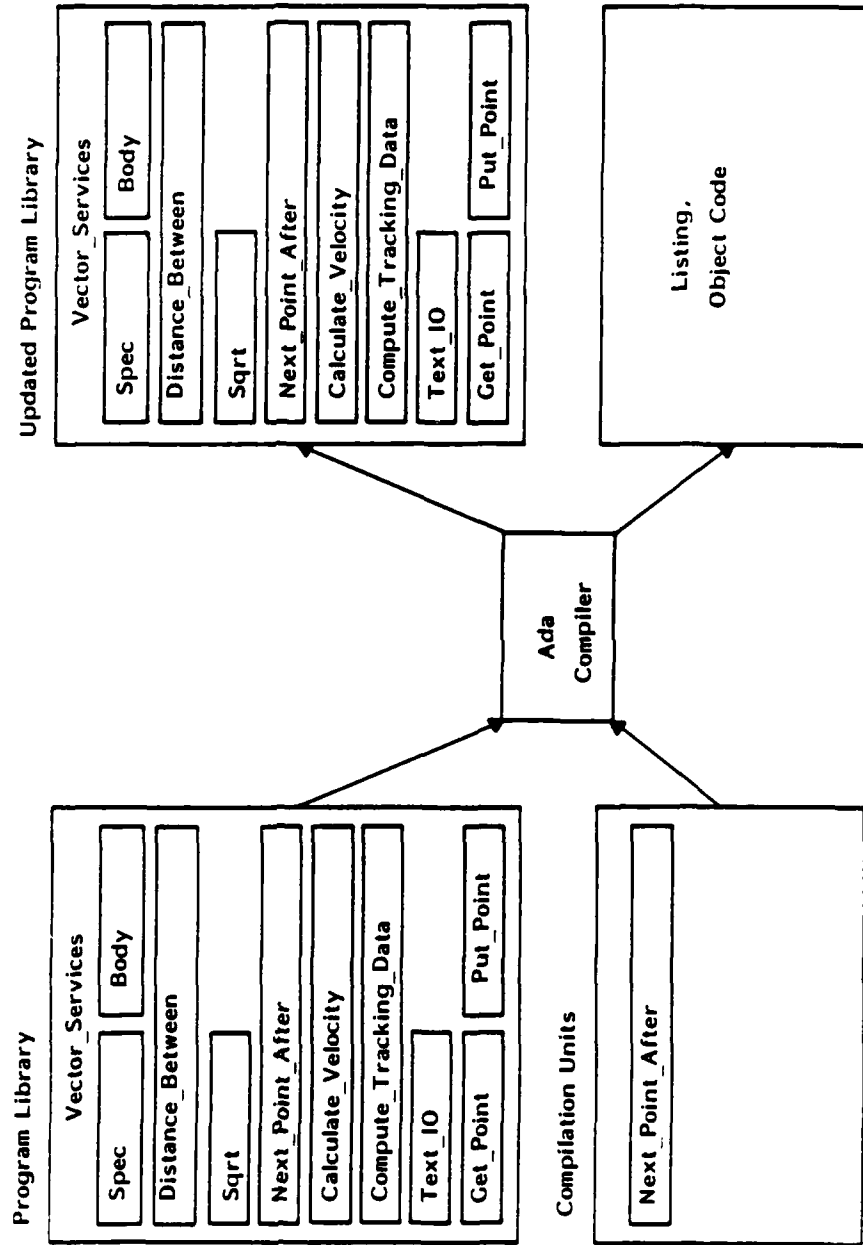 Program Library
Vector_Services
Spec
Body
Distance_Between
Sqrt
Next_Point_After
Calculate_Velocity
Compute_Tracking_Data
Text_IO
Get_Point
Put_Point
Compilation Units
Next_Point_After
Ada
Compiler
Updated Program Library
Vector_Services
Spec
Body
Distance_Between
Sqrt
Next_Point_After
Calculate_Velocity
Compute_Tracking_Data
Text_IO
Get_Point
Put_Point
Listing,
Object Code